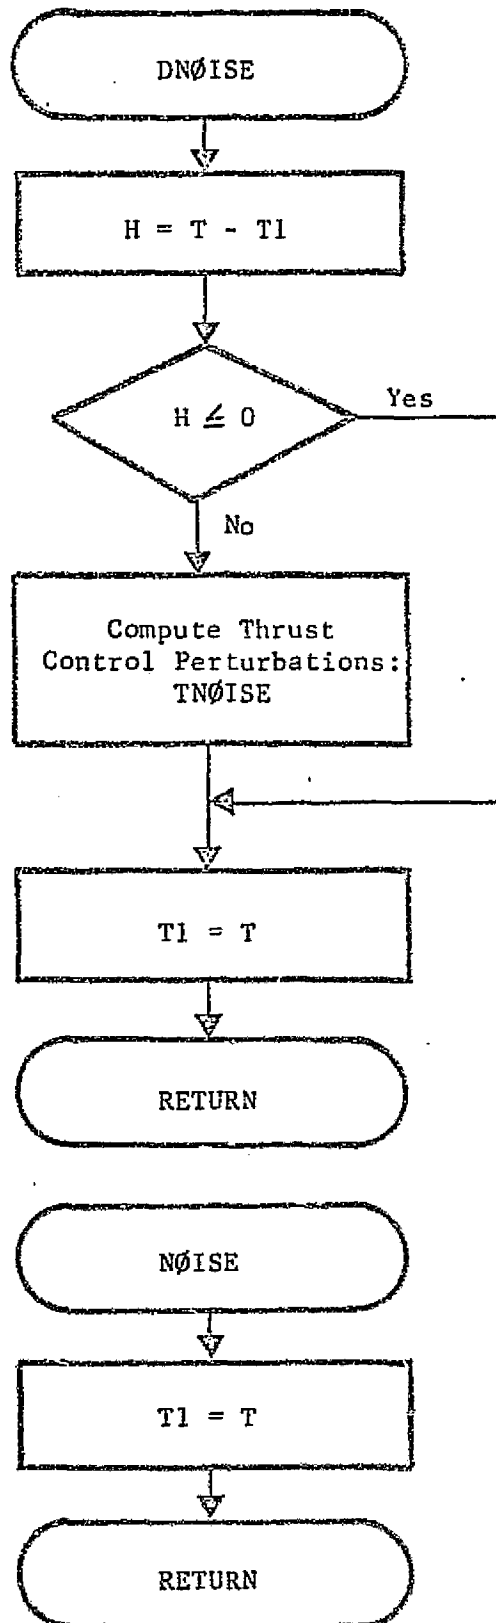 DNØISE
H = T - T1
H ≤ 0
Yes
No
Compute Thrust
Control Perturbations:
TNØISE
T1 = T
RETURN
NØISE
T1 = T
RETURN